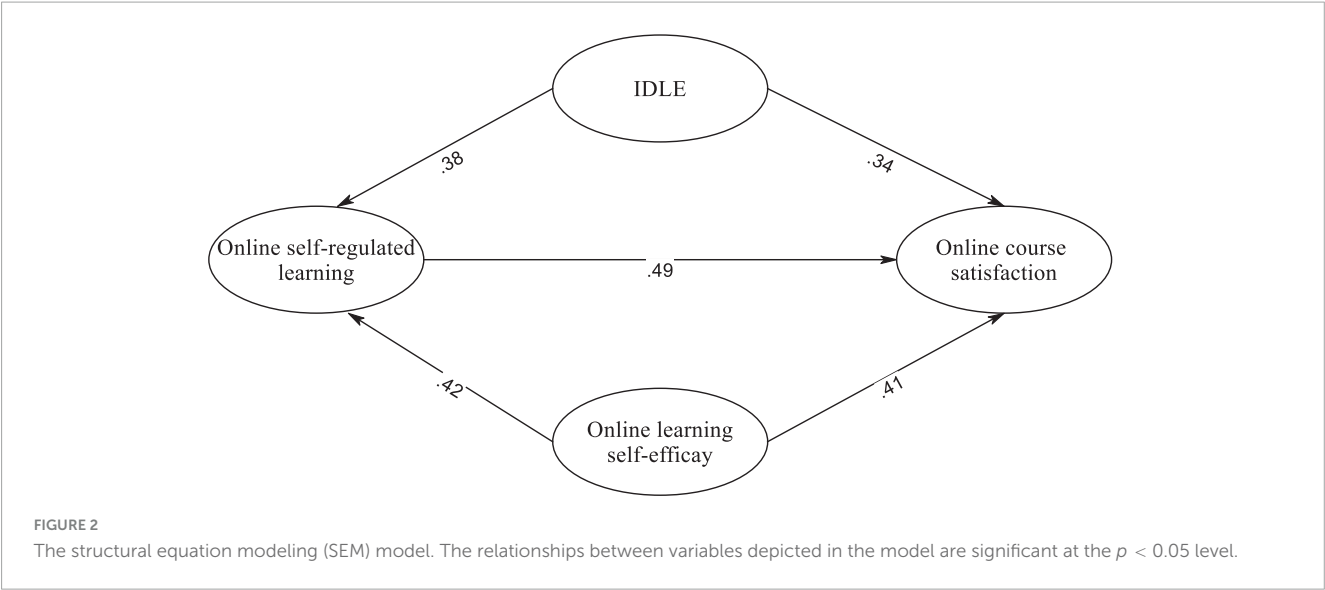 IDLE
.38
.34
Online self-regulated
learning
.49
Online course
satisfaction
.42
.41
Online learning
self-efficay
FIGURE 2
The structural equation modeling (SEM) model. The relationships between variables depicted in the model are significant at the p < 0.05 level.